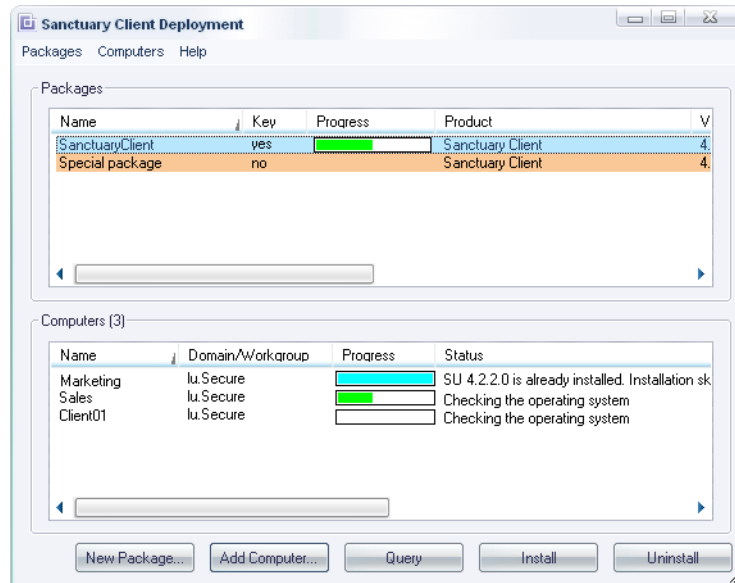 Sanctuary Client Deployment
Packages Computers Help
Packages
Name Key Progress Product V
SanctuaryClient yes Sanctuary Client 4.
Special package no Sanctuary Client 4.
Computers (3)
Name Domain/Workgroup Progress Status
Marketing lu.Secure SU 4.2.2.0 is already installed. Installation sk
Sales lu.Secure Checking the operating system
Client01 lu.Secure Checking the operating system
New Package... Add Computer... Query Install Uninstall